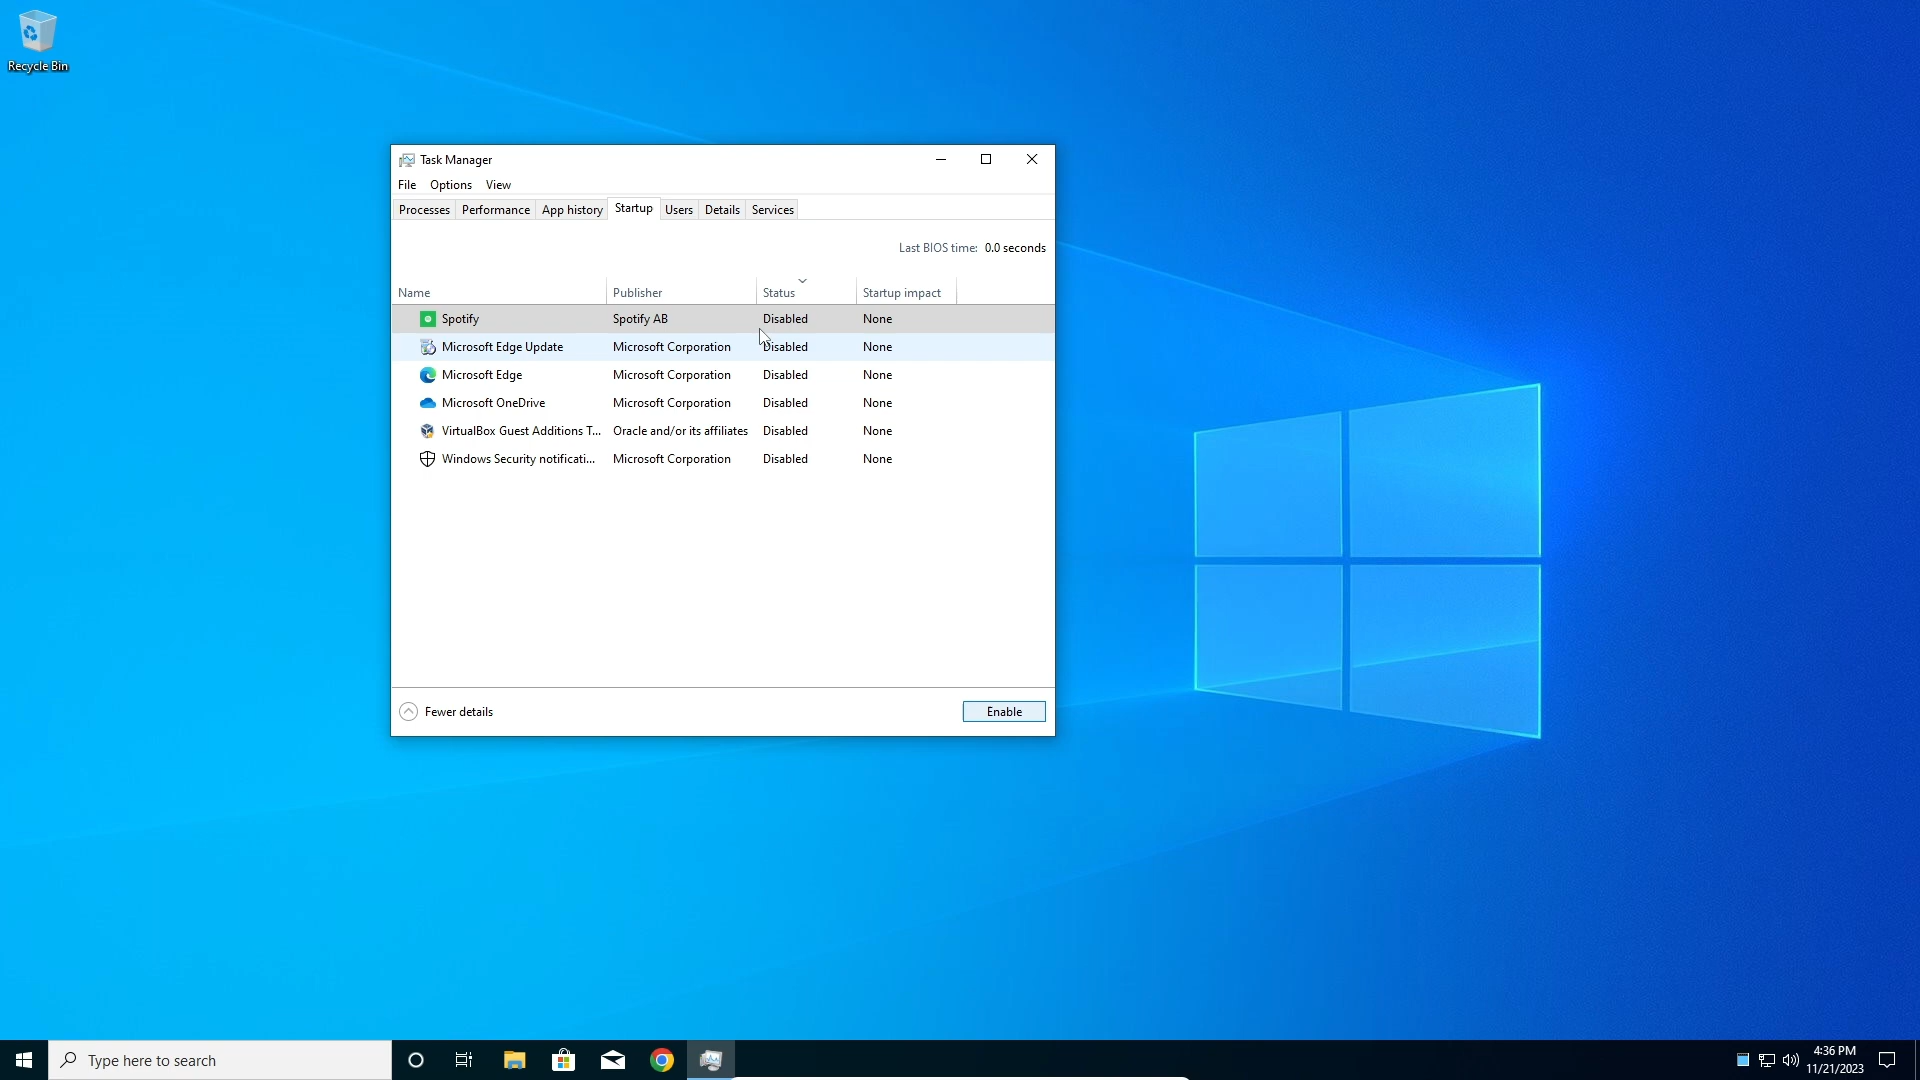 Recycle Bin
Task Manager
File Options View
Processes Performance App history Startup Users Details Services
Last BIOS time: 0.0 seconds
Name Publisher Status Startup impact
Spotify Spotify AB Disabled None
Microsoft Edge Update Microsoft Corporation Disabled None
Microsoft Edge Microsoft Corporation Disabled None
Microsoft OneDrive Microsoft Corporation Disabled None
VirtualBox Guest Additions T... Oracle and/or its affiliates Disabled None
Windows Security notificati... Microsoft Corporation Disabled None
Fewer details Enable
Type here to search
4:36 PM
11/21/2023